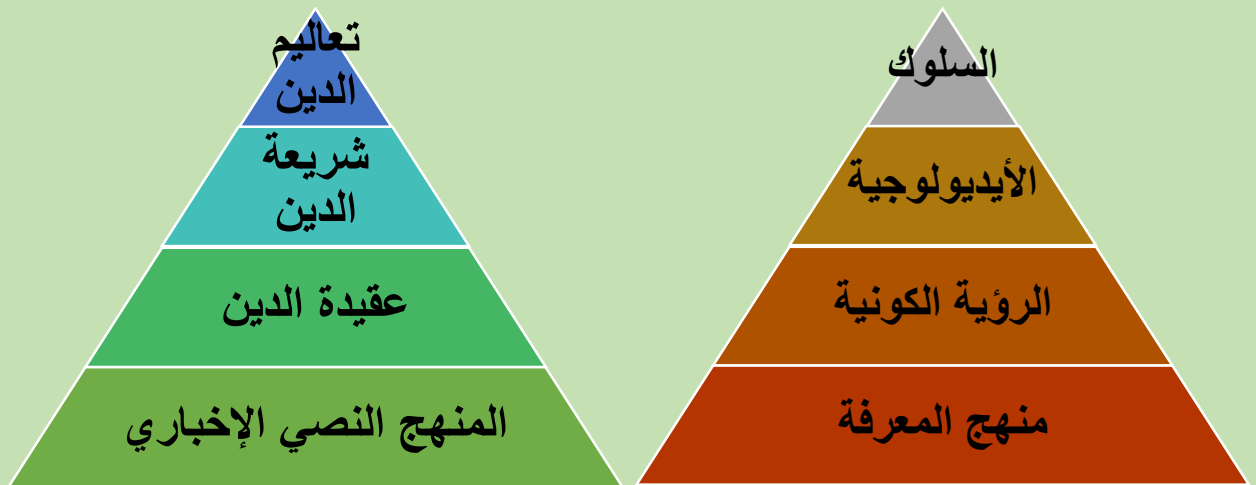 السلوك
الأيديولوجية
الرؤية الكونية
منهج المعرفة
تعاليم
الدين
شريعة
الدين
عقيدة الدين
المنهج النصي الإخباري